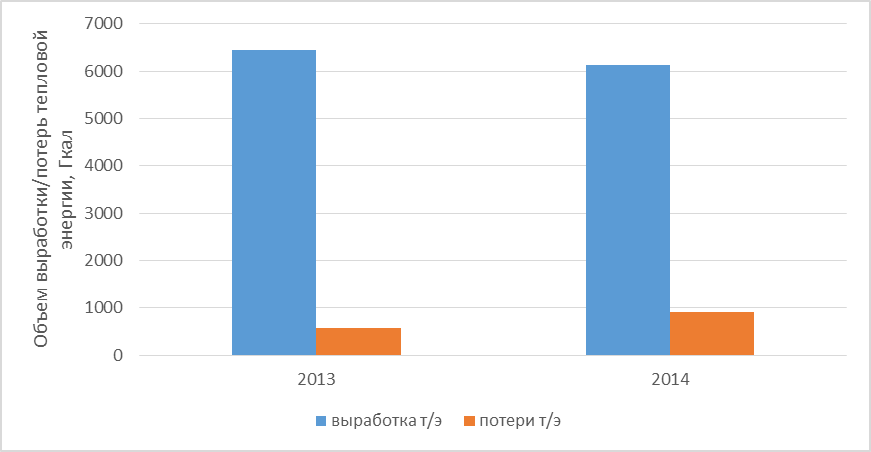 Объем выработки/потерь тепловой
энергии, Гкал
7000
6000
5000
4000
3000
2000
1000
0
2013
2014
выработка т/э
потери т/э